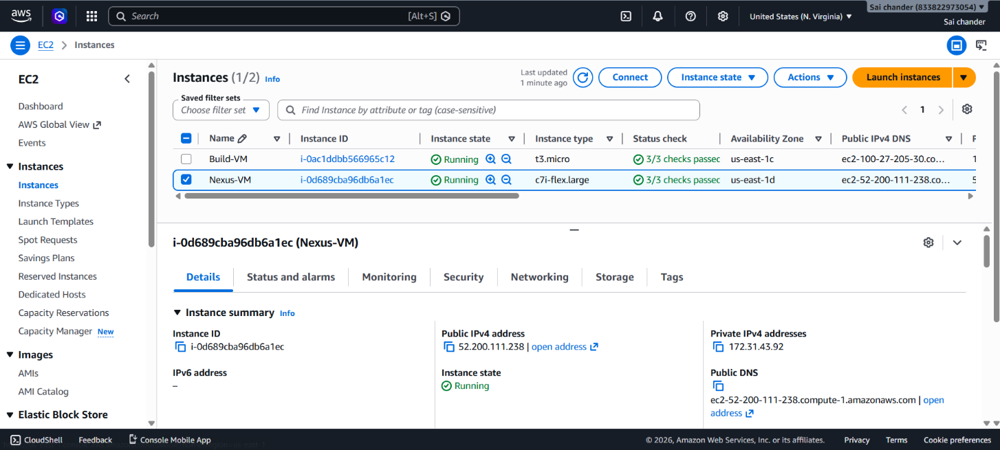 aws
Search [Alt+S]
United States (N. Virginia)
Sai chander (833822973054)
Sai chander
EC2 Instances
EC2
Dashboard
AWS Global View
Events
Instances
Instances
Instance Types
Launch Templates
Spot Requests
Savings Plans
Reserved Instances
Dedicated Hosts
Capacity Reservations
Capacity Manager New
Images
AMIs
AMI Catalog
Elastic Block Store
Instances (1/2) Info
Last updated
1 minute ago
Connect
Instance state
Actions
Launch instances
Saved filter sets
Choose filter set
Find Instance by attribute or tag (case-sensitive)
1
Name Instance ID Instance state Instance type Status check Availability Zone Public IPv4 DNS P
Build-VM i-0ac1ddbb566965c12 Running t3.micro 3/3 checks passec us-east-1c ec2-100-27-205-30.co... 1
Nexus-VM i-0d689cba96db6a1ec Running c7i-flex.large 3/3 checks passec us-east-1d ec2-52-200-111-238.co... 5
i-0d689cba96db6a1ec (Nexus-VM)
Details Status and alarms Monitoring Security Networking Storage Tags
Instance summary Info
Instance ID
i-0d689cba96db6a1ec
IPv6 address
–
Public IPv4 address
52.200.111.238 | open address
Instance state
Running
Private IPv4 addresses
172.31.43.92
Public DNS
ec2-52-200-111-238.compute-1.amazonaws.com | open
address
CloudShell Feedback Console Mobile App © 2026, Amazon Web Services, Inc. or its affiliates. Privacy Terms Cookie preferences